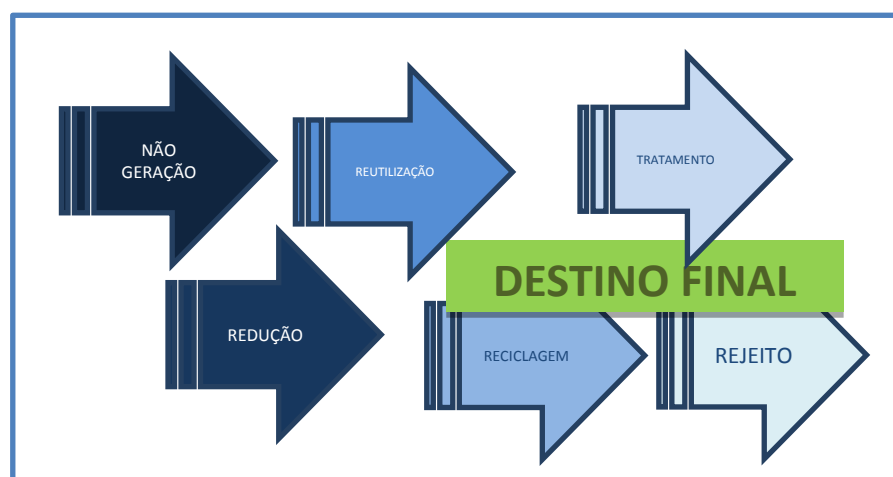 NÃO
GERAÇÃO
REUTILIZAÇÃO
TRATAMENTO
DESTINO FINAL
REDUÇÃO
RECICLAGEM
REJEITO